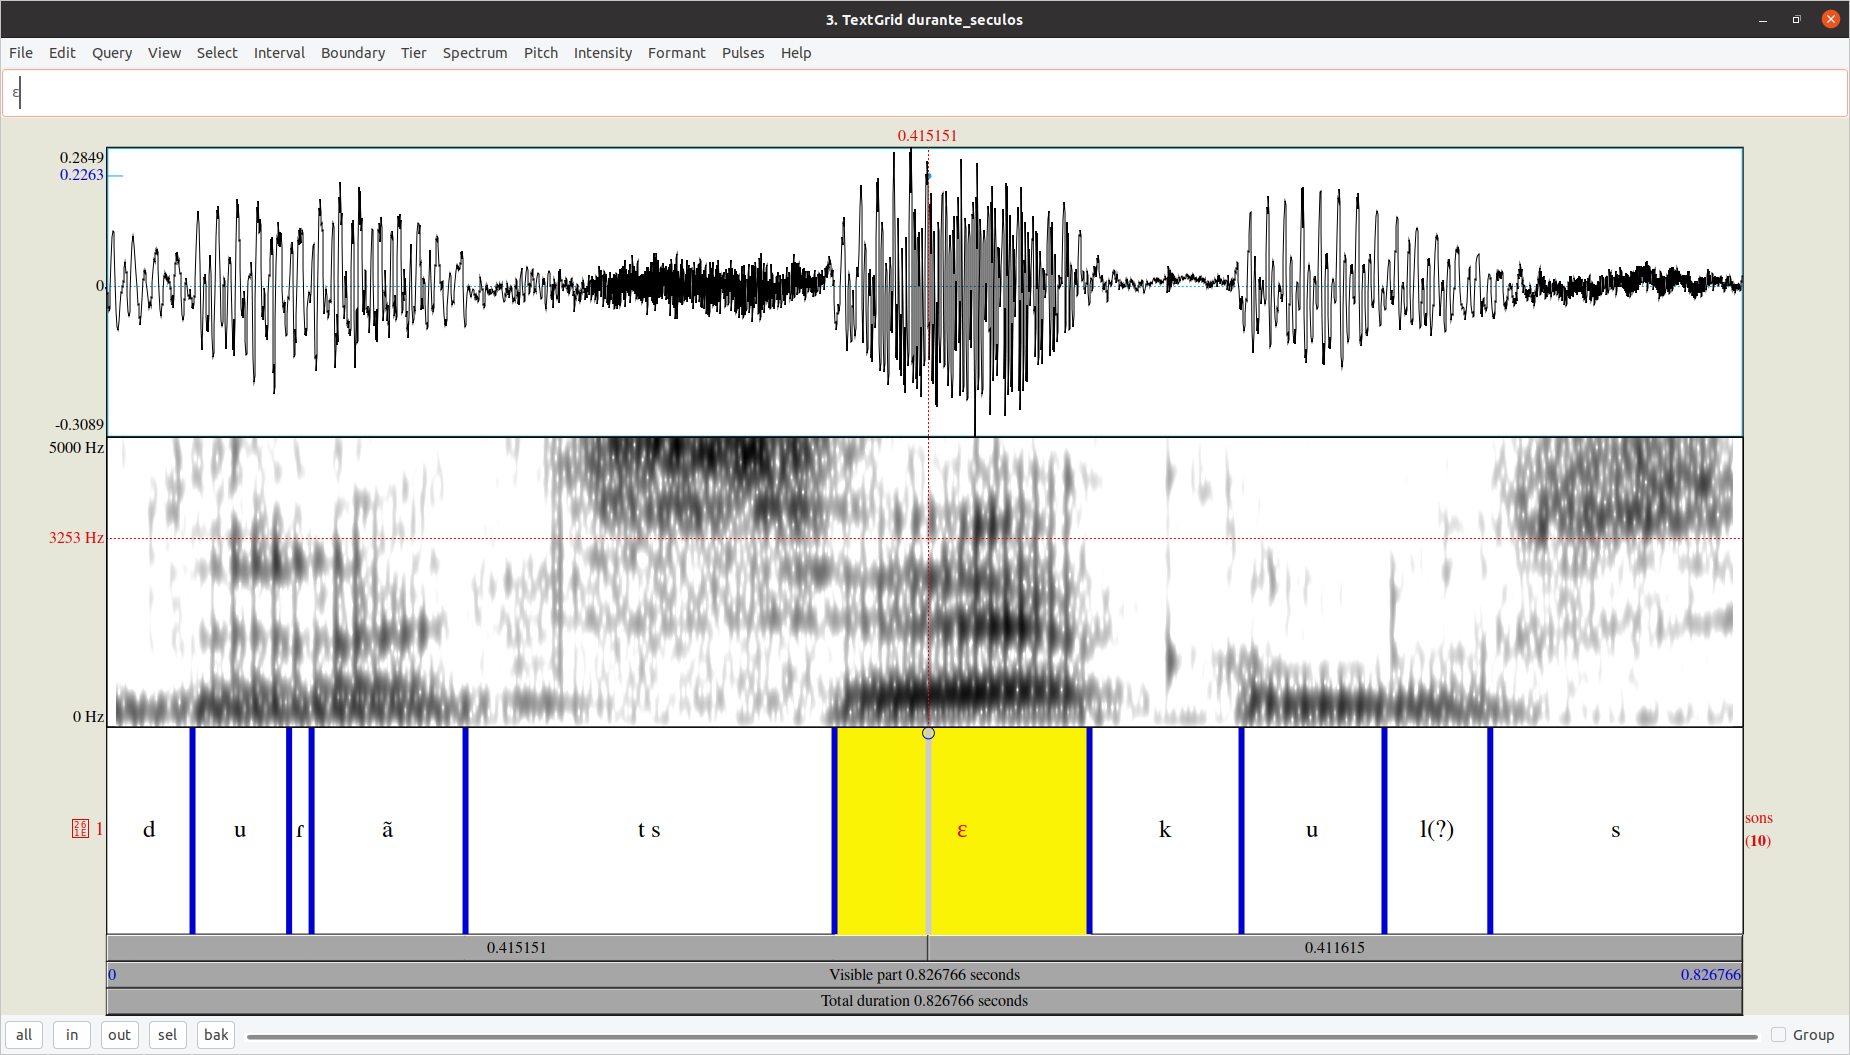 3. TextGrid durante_seculos
File Edit Query View Select Interval Boundary Tier Spectrum Pitch Intensity Formant Pulses Help
ε
0.415151
0.2849
0.2263
0
-0.3089
5000 Hz
3253 Hz
0 Hz
261E 1 d u ɾ ã t s ε k u l(?) s sons
(10)
0.415151 0.411615
0 Visible part 0.826766 seconds 0.826766
Total duration 0.826766 seconds
all in out sel bak Group